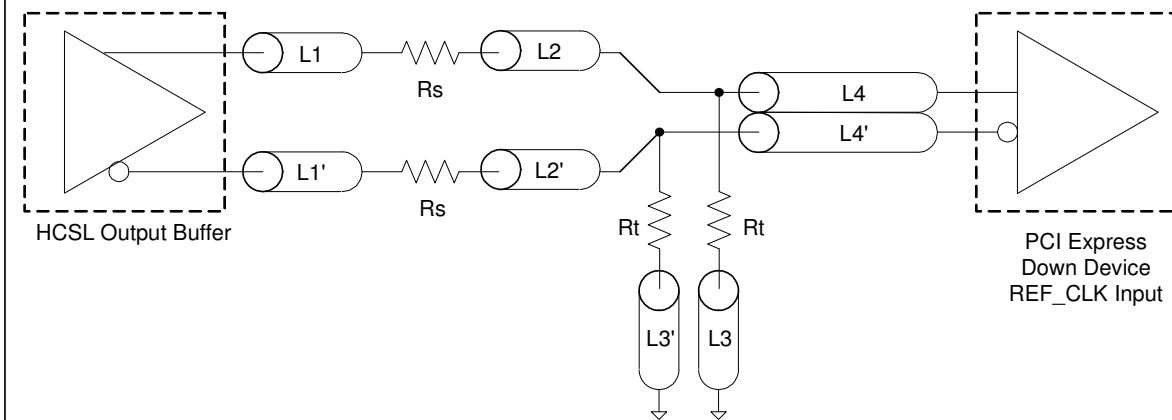 L1
Rs
L2
L4
L4'
L1'
Rs
L2'
HCSL Output Buffer
Rt
Rt
L3'
L3
PCI Express
Down Device
REF_CLK Input